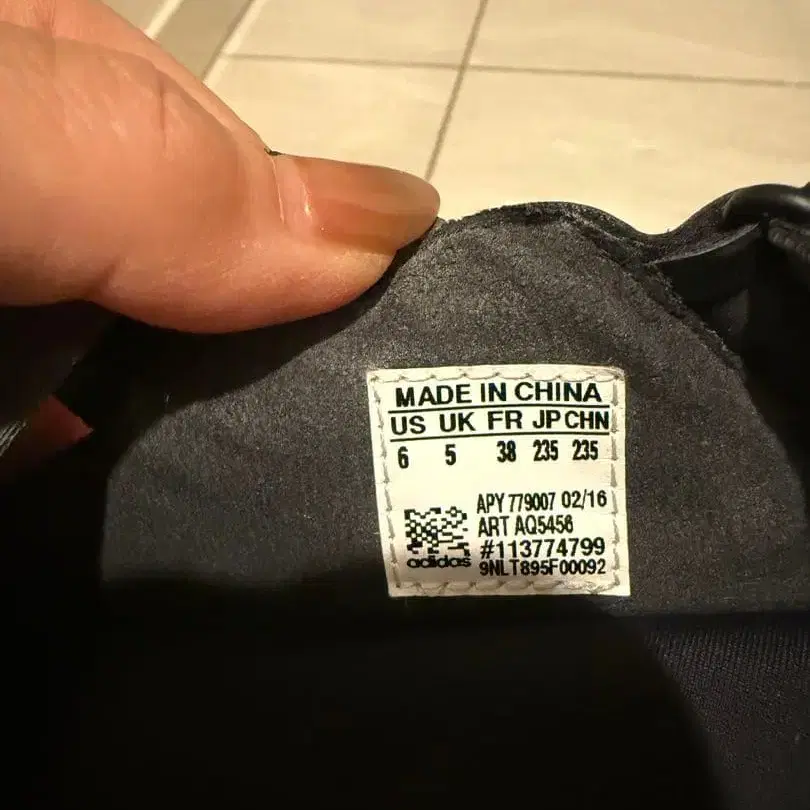 MADE IN CHINA
US UK FR JP CHN
6 5 38 235 235
APY 779007 02/16
ART AQ5456
#113774799
adidas 9NLT895F00092